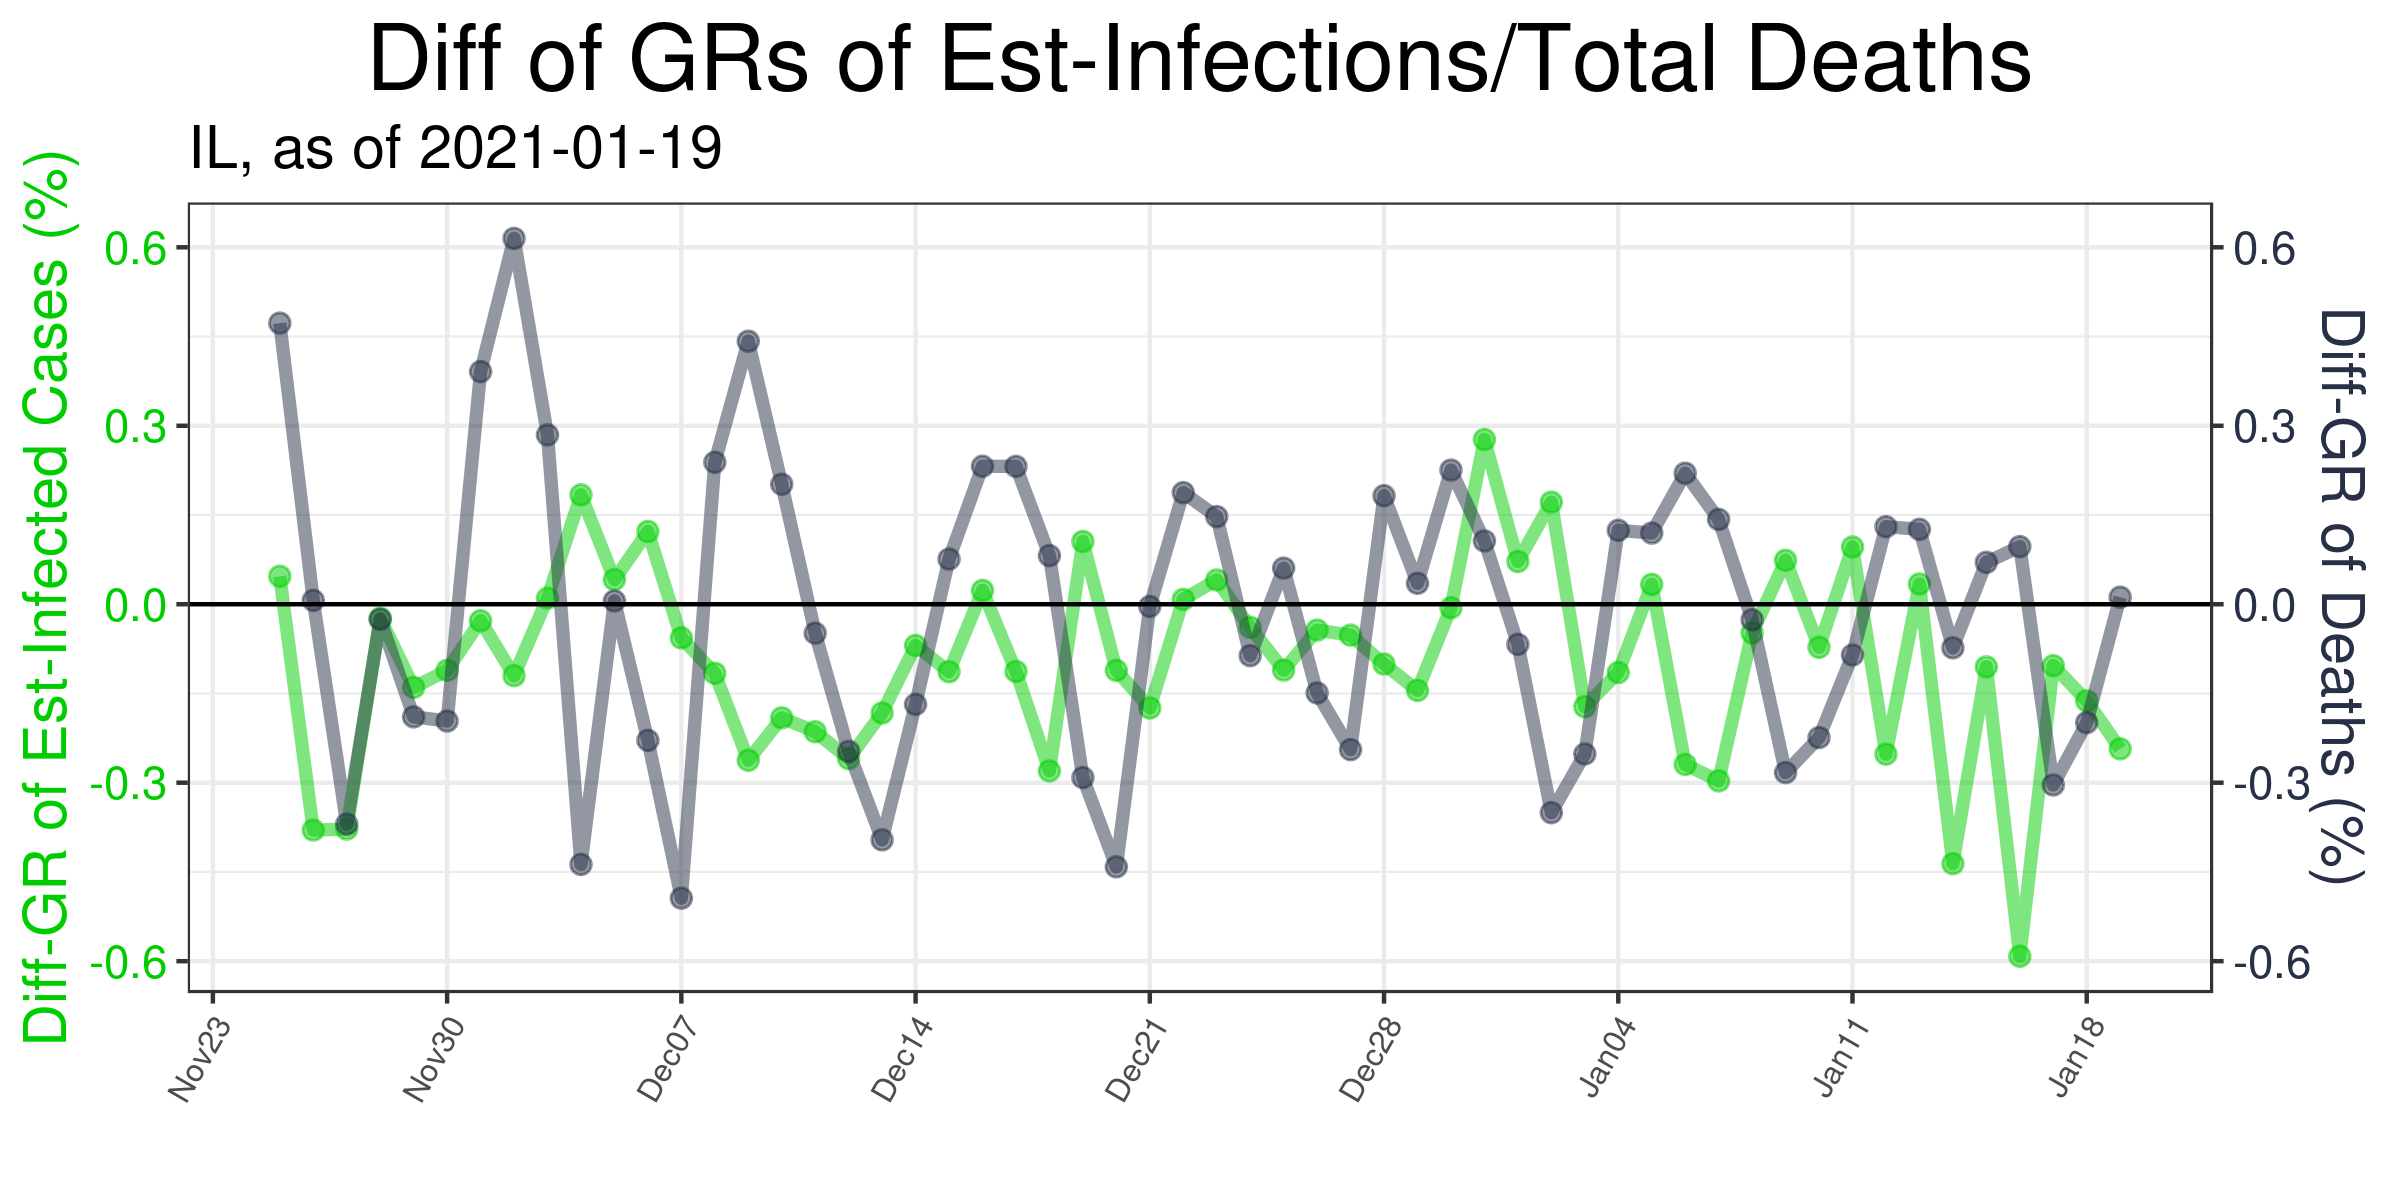 Diff of GRs of Est-Infections/Total Deaths
IL, as of 2021-01-19
Diff-GR of Est-Infected Cases (%)
0.6
0.3
0.0
-0.3
-0.6
0.6
0.3
0.0
-0.3
-0.6
Diff-GR of Deaths (%)
Nov23
Nov30
Dec07
Dec14
Dec21
Dec28
Jan04
Jan11
Jan18